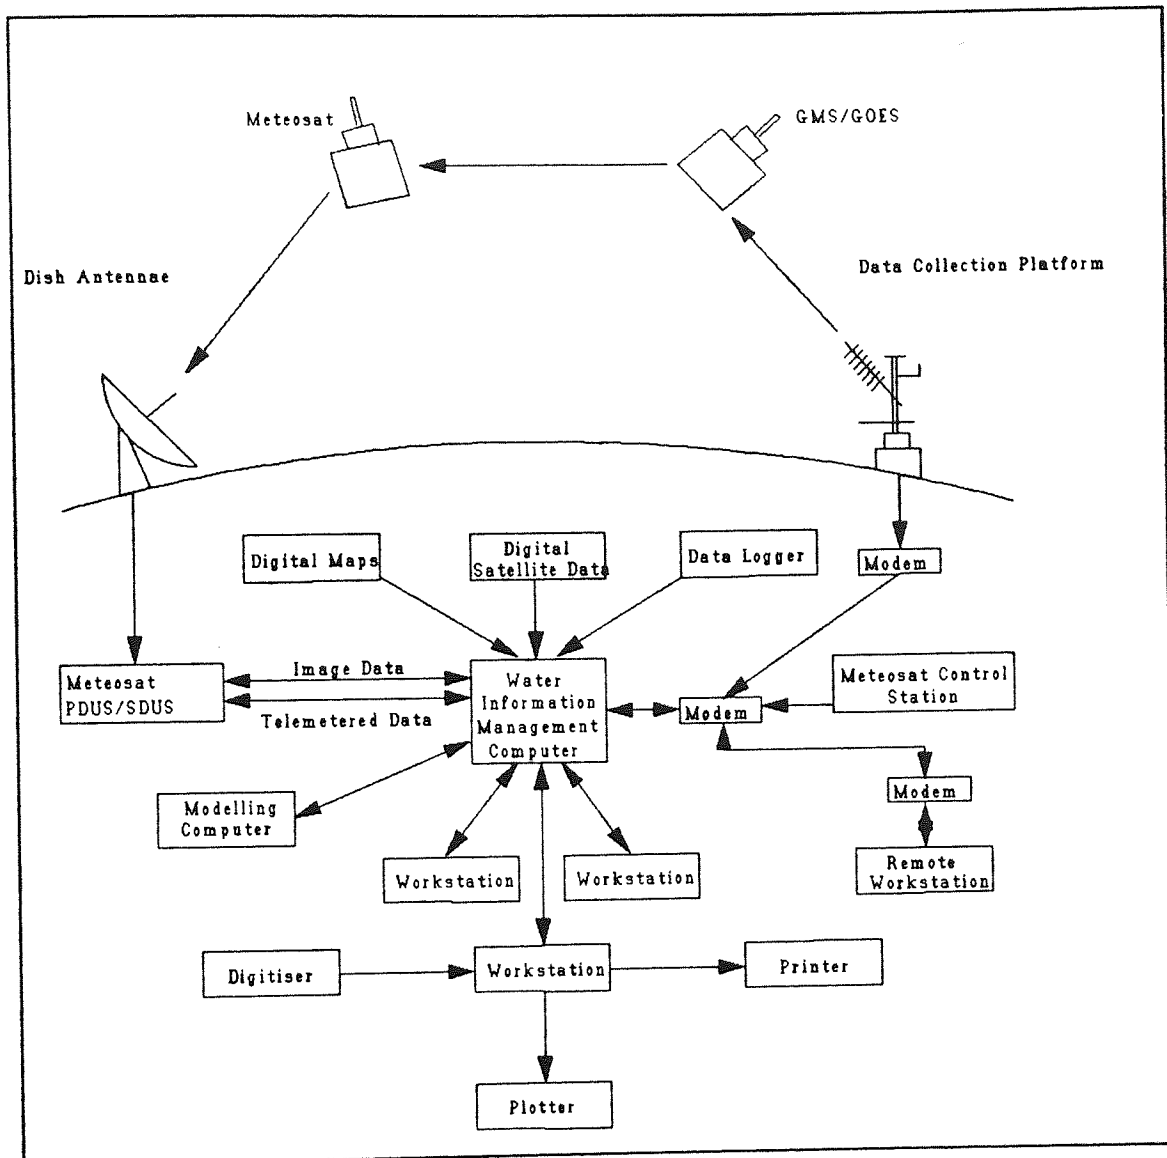 Meteosat
GMS/GOES
Dish Antennae
Data Collection Platform
Digital Maps
Digital
Satellite Data
Data Logger
Modem
Meteosat
PDUS/SDUS
Image Data
Telemetered Data
Water
Information
Management
Computer
Modem
Meteosat Control
Station
Modelling
Computer
Modem
Workstation
Workstation
Remote
Workstation
Digitiser
Workstation
Printer
Plotter